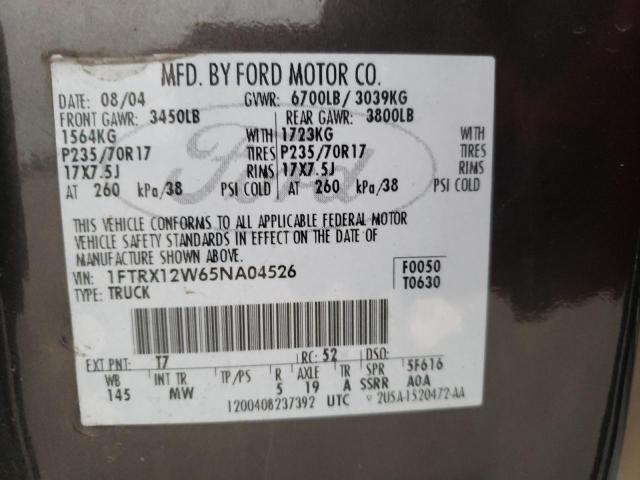 MFD. BY FORD MOTOR CO.
DATE: 08/04 GVWR: 6700LB/ 3039KG
FRONT GAWR: 3450LB REAR GAWR: 3800LB
1564KG WITH 1723KG WITH
P235/70R17 TIRES P235/70R17 TIRES
17X7.5J RIMS 17X7.5J RIMS
AT 260 kPa/38 PSI COLD AT 260 kPa/38 PSI COLD
Ford
THIS VEHICLE CONFORMS TO ALL APPLICABLE FEDERAL MOTOR
VEHICLE SAFETY STANDARDS IN EFFECT ON THE DATE OF
MANUFACTURE SHOWN ABOVE.
VIN: 1FTRX12W65NA04526 F0050
TYPE: TRUCK T0630
EXT PNT: T7 RC: 52 DSO:
WB INT TR TP/PS R AXLE TR SPR 5F616
145 MW 5 19 A SSRR A0A
1200408237392 UTC 2U5A-1520472-AA